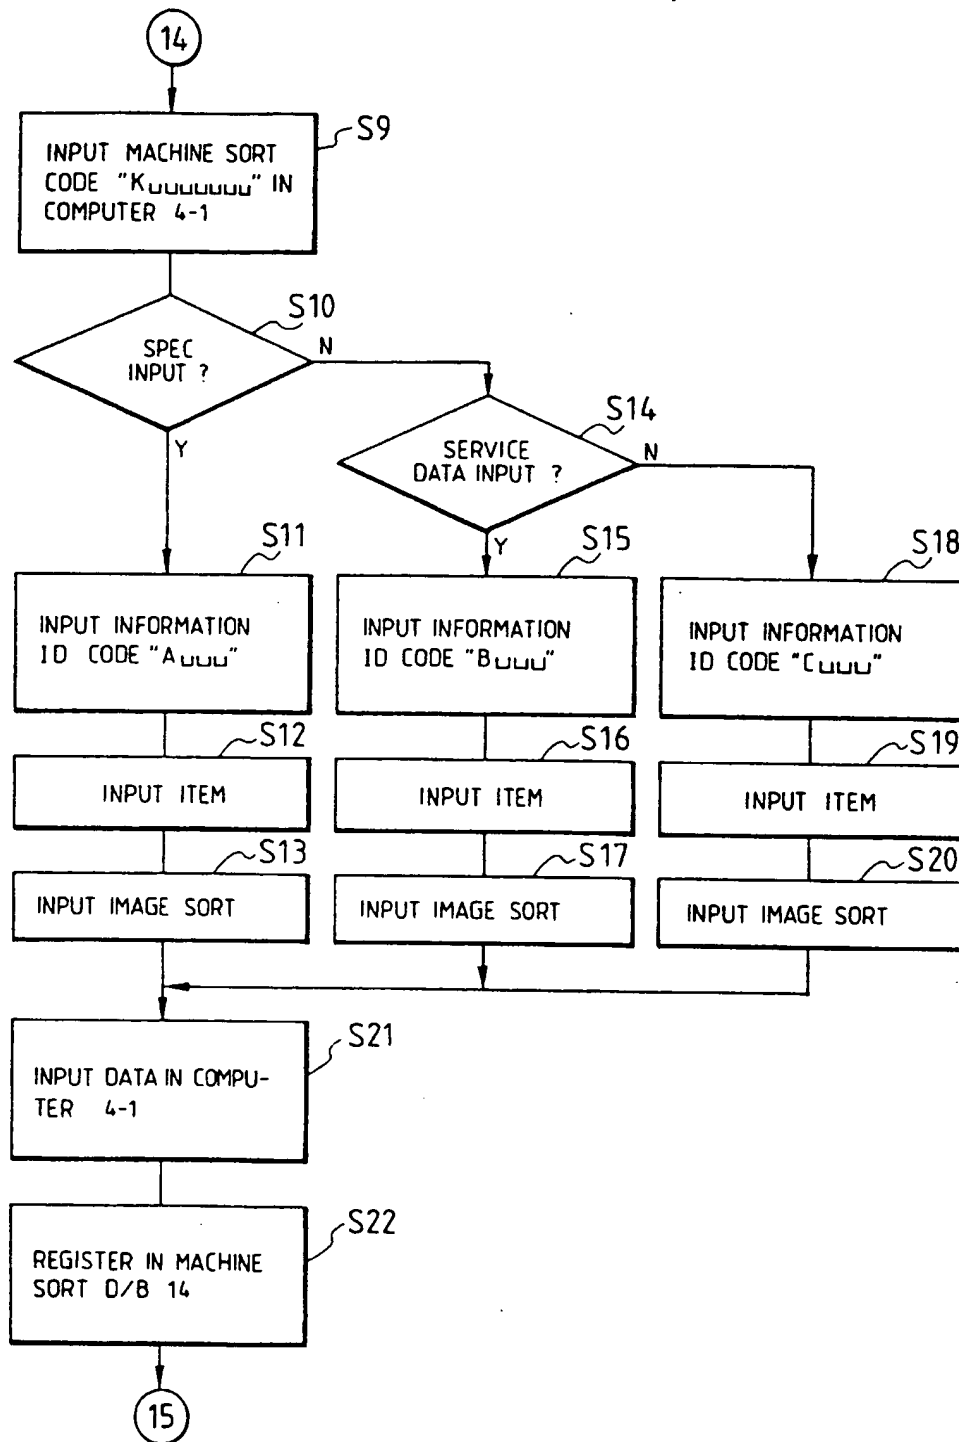 14
S9
INPUT MACHINE SORT
CODE "K␣␣␣␣␣␣␣" IN
COMPUTER 4-1
S10
SPEC
INPUT ?
N
Y
S14
SERVICE
DATA INPUT ?
N
Y
S11
INPUT INFORMATION
ID CODE "A␣␣␣"
S15
INPUT INFORMATION
ID CODE "B␣␣␣"
S18
INPUT INFORMATION
ID CODE "C␣␣␣"
S12
INPUT ITEM
S16
INPUT ITEM
S19
INPUT ITEM
S13
INPUT IMAGE SORT
S17
INPUT IMAGE SORT
S20
INPUT IMAGE SORT
S21
INPUT DATA IN COMPU-
TER 4-1
S22
REGISTER IN MACHINE
SORT D/B 14
15